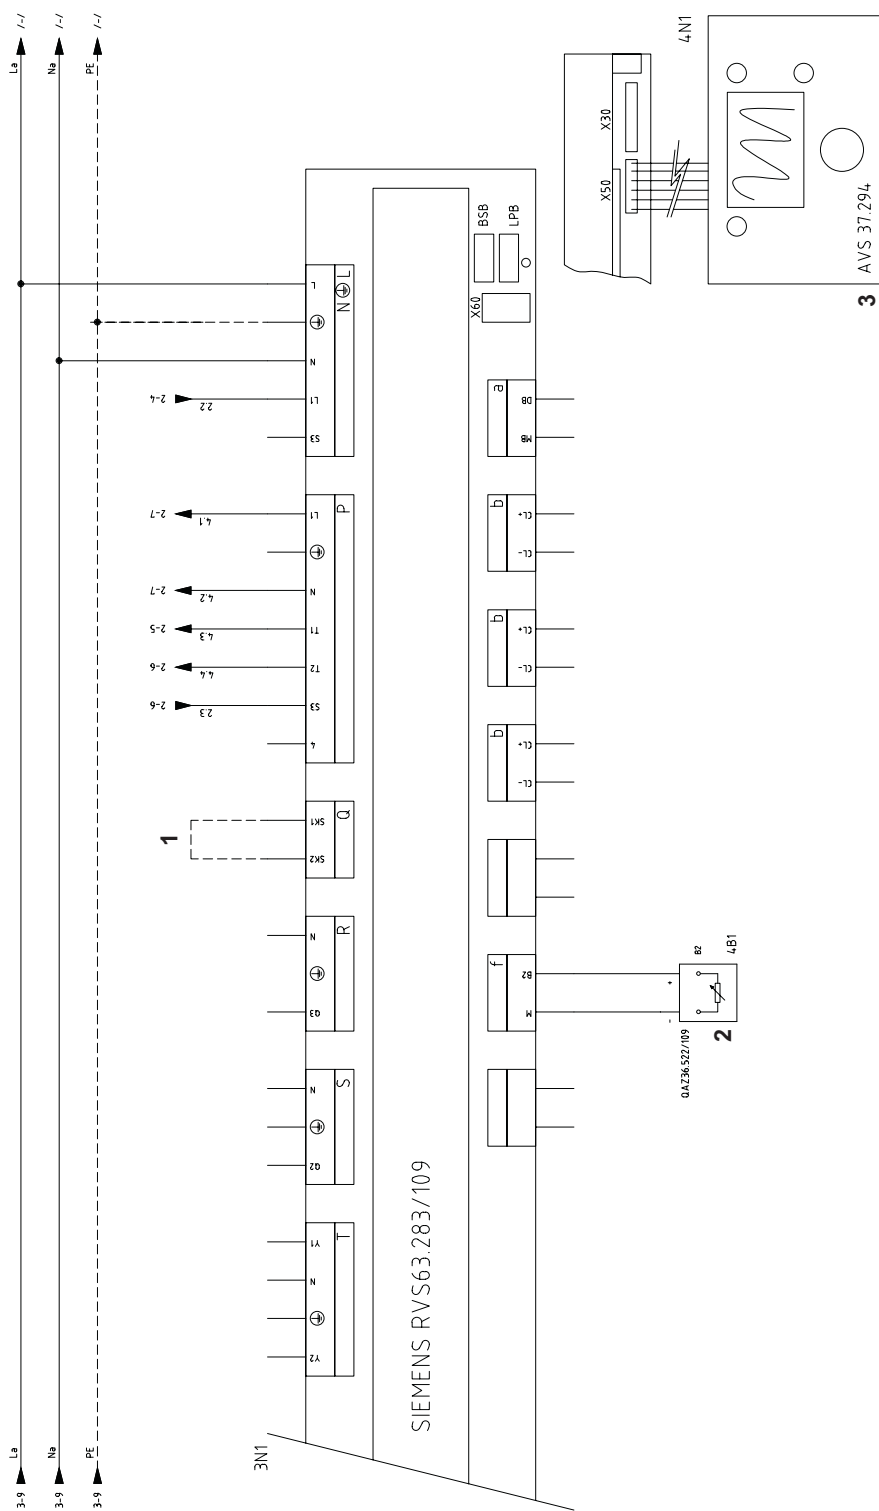 3-9 La La /-/
3-9 Na Na /-/
3-9 PE PE /-/
2-7 4.1
2-7 4.2
2-5 4.3
2-6 4.4
2-6 2.3
2-4 2.2
1
3N1
Y2 N Y1
T
Q2 N
S
Q3 N
R
SK2 SK1
Q
4 S3 T2 T1 N L1
P
S3 L1 N L
N L
SIEMENS RVS63.283/109
X60
BSB
LPB
f
M B2
b
CL- CL+
b
CL- CL+
b
CL- CL+
a
MB DB
X50 X30
QAZ36.522/109
- +
B2
4B1
2
4N1
AVS 37.294
3